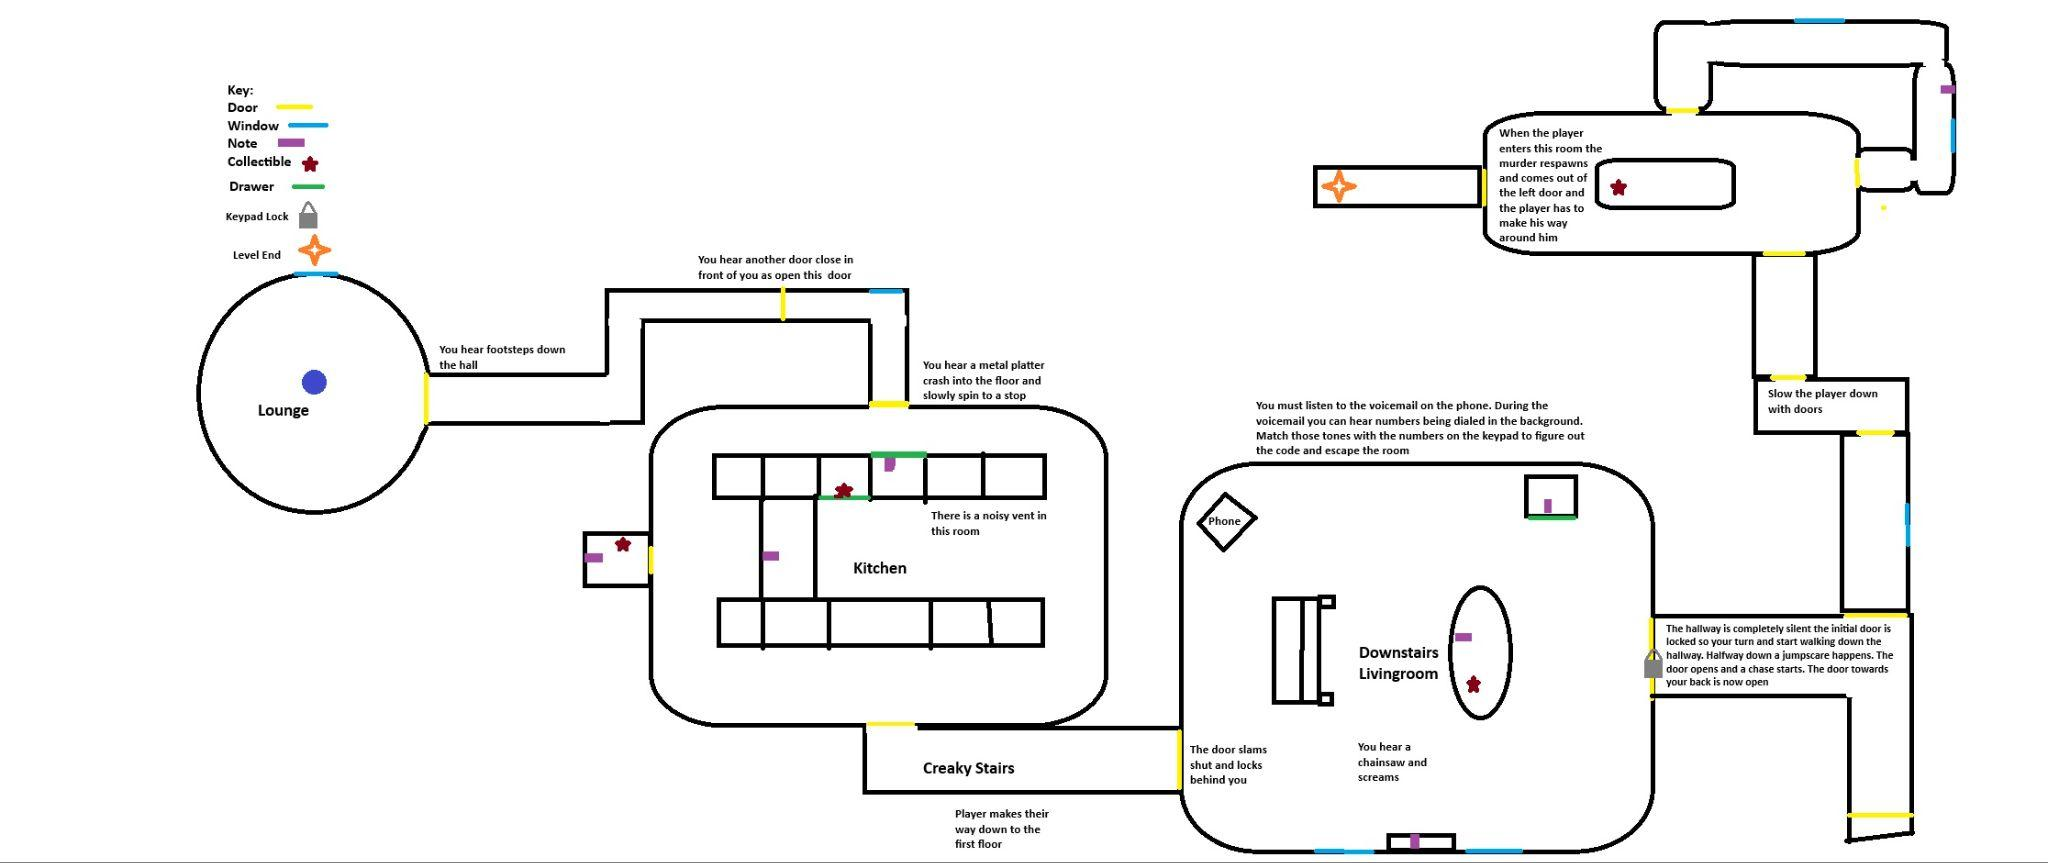 Key:
Door
Window
Note
Collectible
Drawer
Keypad Lock
Level End
Lounge
You hear footsteps down
the hall
You hear another door close in
front of you as open this  door
You hear a metal platter
crash into the floor and
slowly spin to a stop
There is a noisy vent in
this room
Kitchen
Creaky Stairs
Player makes their
way down to the
first floor
You must listen to the voicemail on the phone. During the
voicemail you can hear numbers being dialed in the background.
Match those tones with the numbers on the keypad to figure out
the code and escape the room
Phone
Downstairs
Livingroom
The door slams
shut and locks
behind you
You hear a
chainsaw and
screams
The hallway is completely silent the initial door is
locked so your turn and start walking down the
hallway. Halfway down a jumpscare happens. The
door opens and a chase starts. The door towards
your back is now open
Slow the player down
with doors
When the player
enters this room the
murder respawns
and comes out of
the left door and
the player has to
make his way
around him